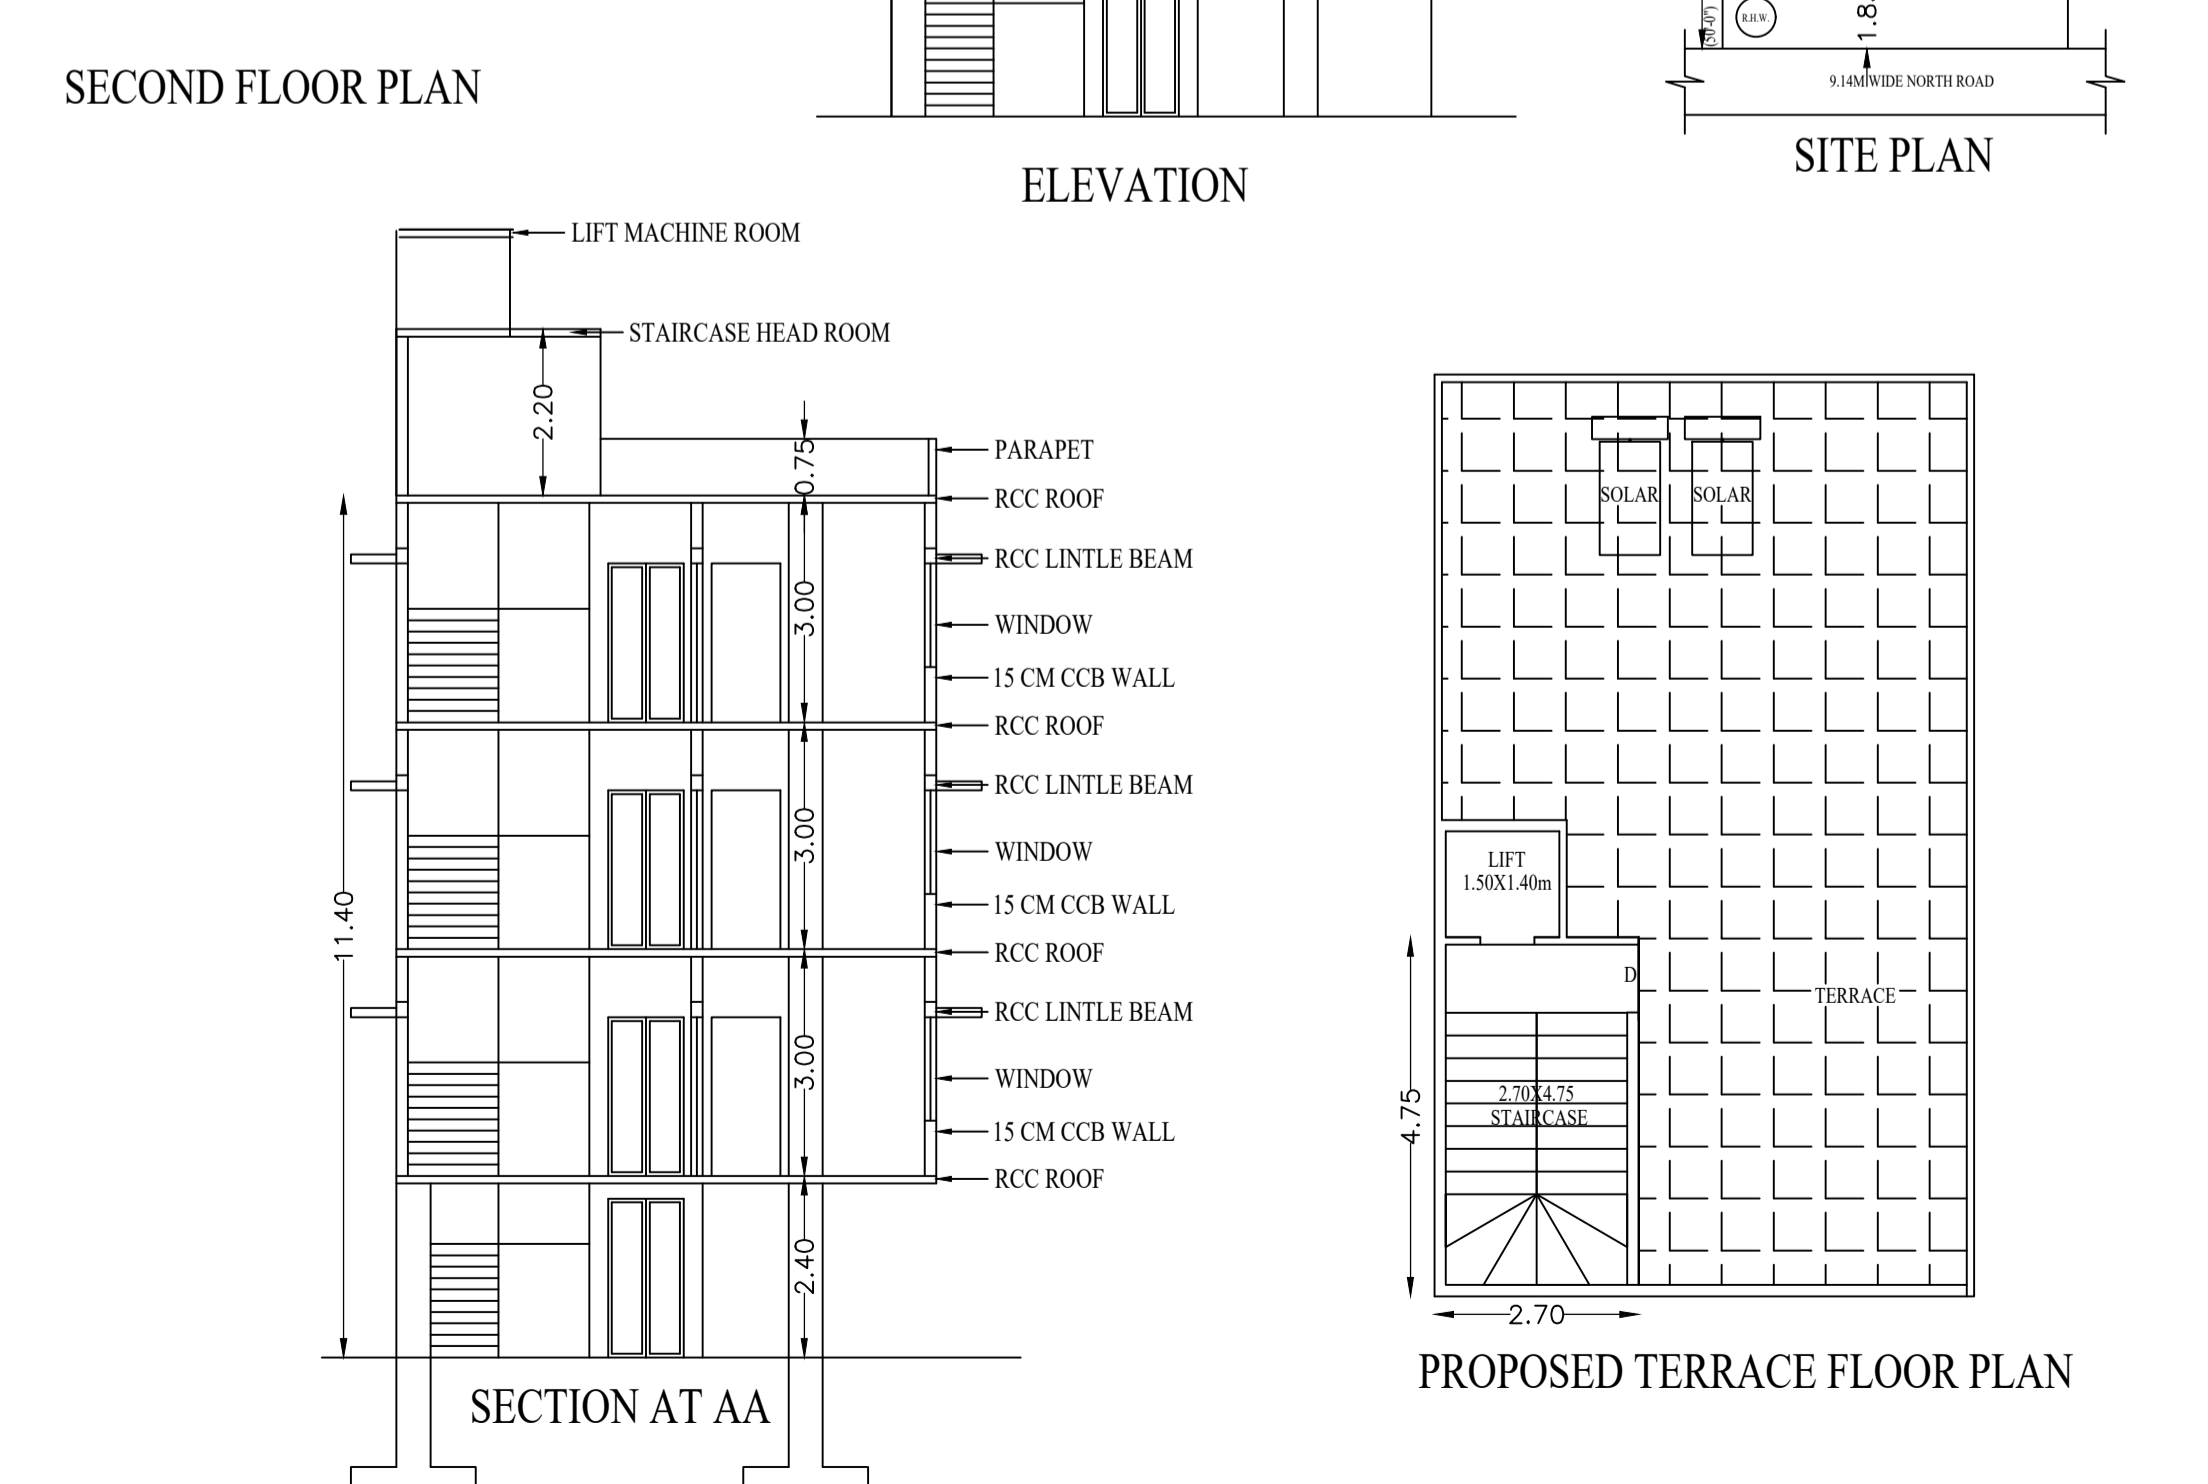 (50'-0")
R.H.W.
SECOND FLOOR PLAN
9.14M WIDE NORTH ROAD
SITE PLAN
ELEVATION
LIFT MACHINE ROOM
STAIRCASE HEAD ROOM
2.20
0.75
PARAPET
RCC ROOF
RCC LINTLE BEAM
3.00
WINDOW
15 CM CCB WALL
RCC ROOF
RCC LINTLE BEAM
3.00
WINDOW
15 CM CCB WALL
RCC ROOF
RCC LINTLE BEAM
3.00
WINDOW
15 CM CCB WALL
RCC ROOF
11.40
2.40
SECTION AT AA
SOLAR
SOLAR
LIFT
1.50X1.40m
D
TERRACE
2.70X4.75
STAIRCASE
4.75
2.70
PROPOSED TERRACE FLOOR PLAN